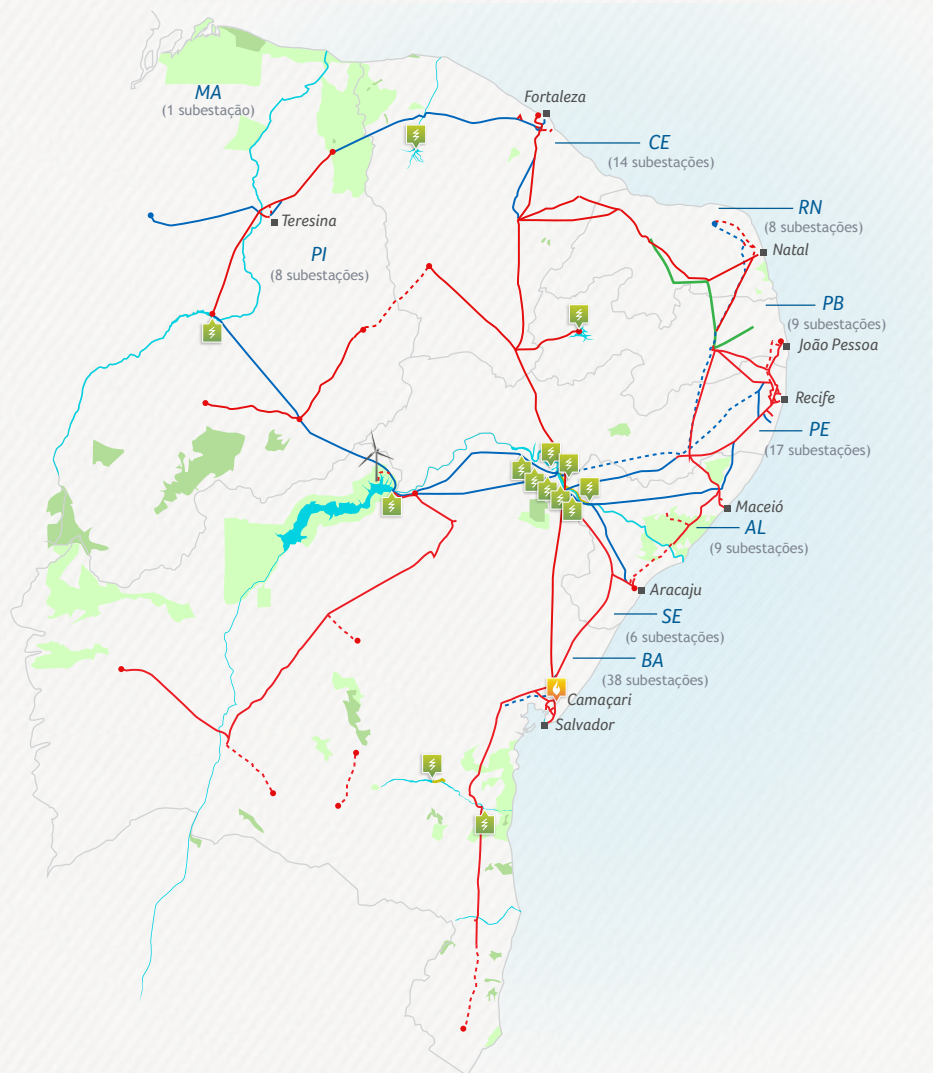 MA
(1 subestação)
Fortaleza
CE
(14 subestações)
RN
(8 subestações)
Teresina
Natal
PI
(8 subestações)
PB
(9 subestações)
João Pessoa
Recife
PE
(17 subestações)
Maceió
AL
(9 subestações)
Aracaju
SE
(6 subestações)
BA
(38 subestações)
Camaçari
Salvador